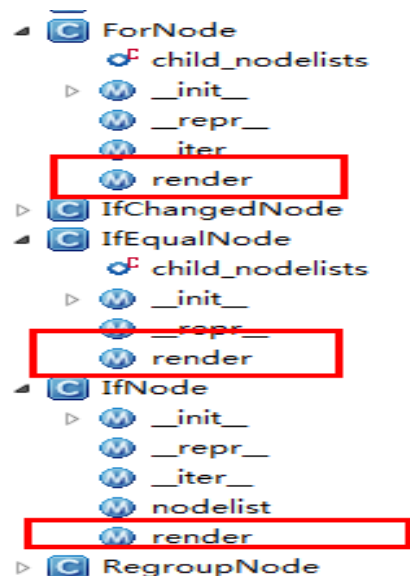 C ForNode
F child_nodelists
M __init__
M __repr__
M __iter__
M render
C IfChangedNode
C IfEqualNode
F child_nodelists
M __init__
M __repr__
M render
C IfNode
M __init__
M __repr__
M __iter__
M nodelist
M render
C RegroupNode